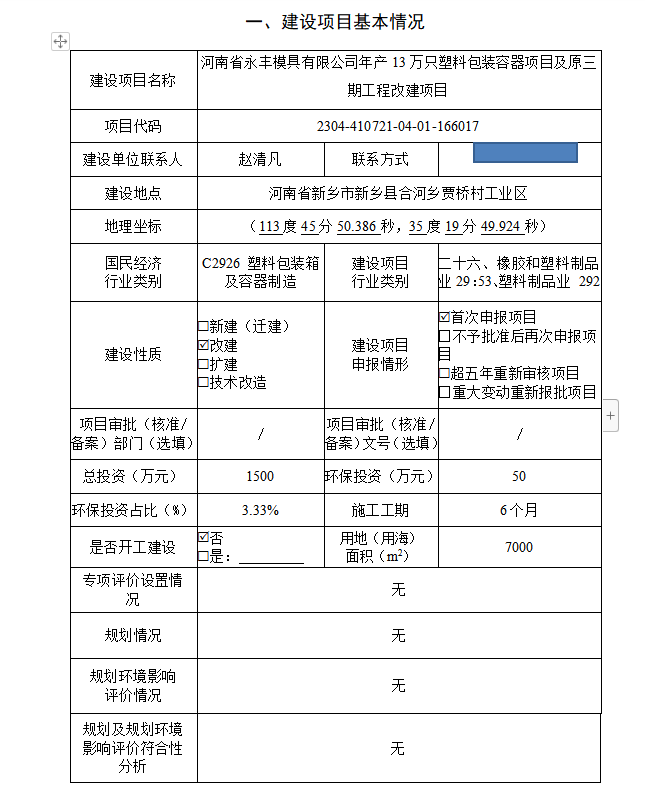 一、建设项目基本情况
建设项目名称
河南省永丰模具有限公司年产 13 万只塑料包装容器项目及原三
期工程改建项目
项目代码
2304-410721-04-01-166017
建设单位联系人
赵清凡
联系方式
建设地点
河南省新乡市新乡县合河乡贾桥村工业区
地理坐标
（113 度 45 分 50.386 秒，35 度 19 分 49.924 秒）
国民经济
行业类别
C2926 塑料包装箱
及容器制造
建设项目
行业类别
二十六、橡胶和塑料制品
业 29:53、塑料制品业 292
建设性质
☐新建（迁建）
☑改建
☐扩建
☐技术改造
建设项目
申报情形
☑首次申报项目
☐不予批准后再次申报项
目
☐超五年重新审核项目
☐重大变动重新报批项目
项目审批（核准/
备案）部门（选填）
/
项目审批（核准/
备案）文号（选填）
/
总投资（万元）
1500
环保投资（万元）
50
环保投资占比（%）
3.33%
施工工期
6 个月
是否开工建设
☑否
☐是：
用地（用海）
面积（m²）
7000
专项评价设置情
况
无
规划情况
无
规划环境影响
评价情况
无
规划及规划环境
影响评价符合性
分析
无